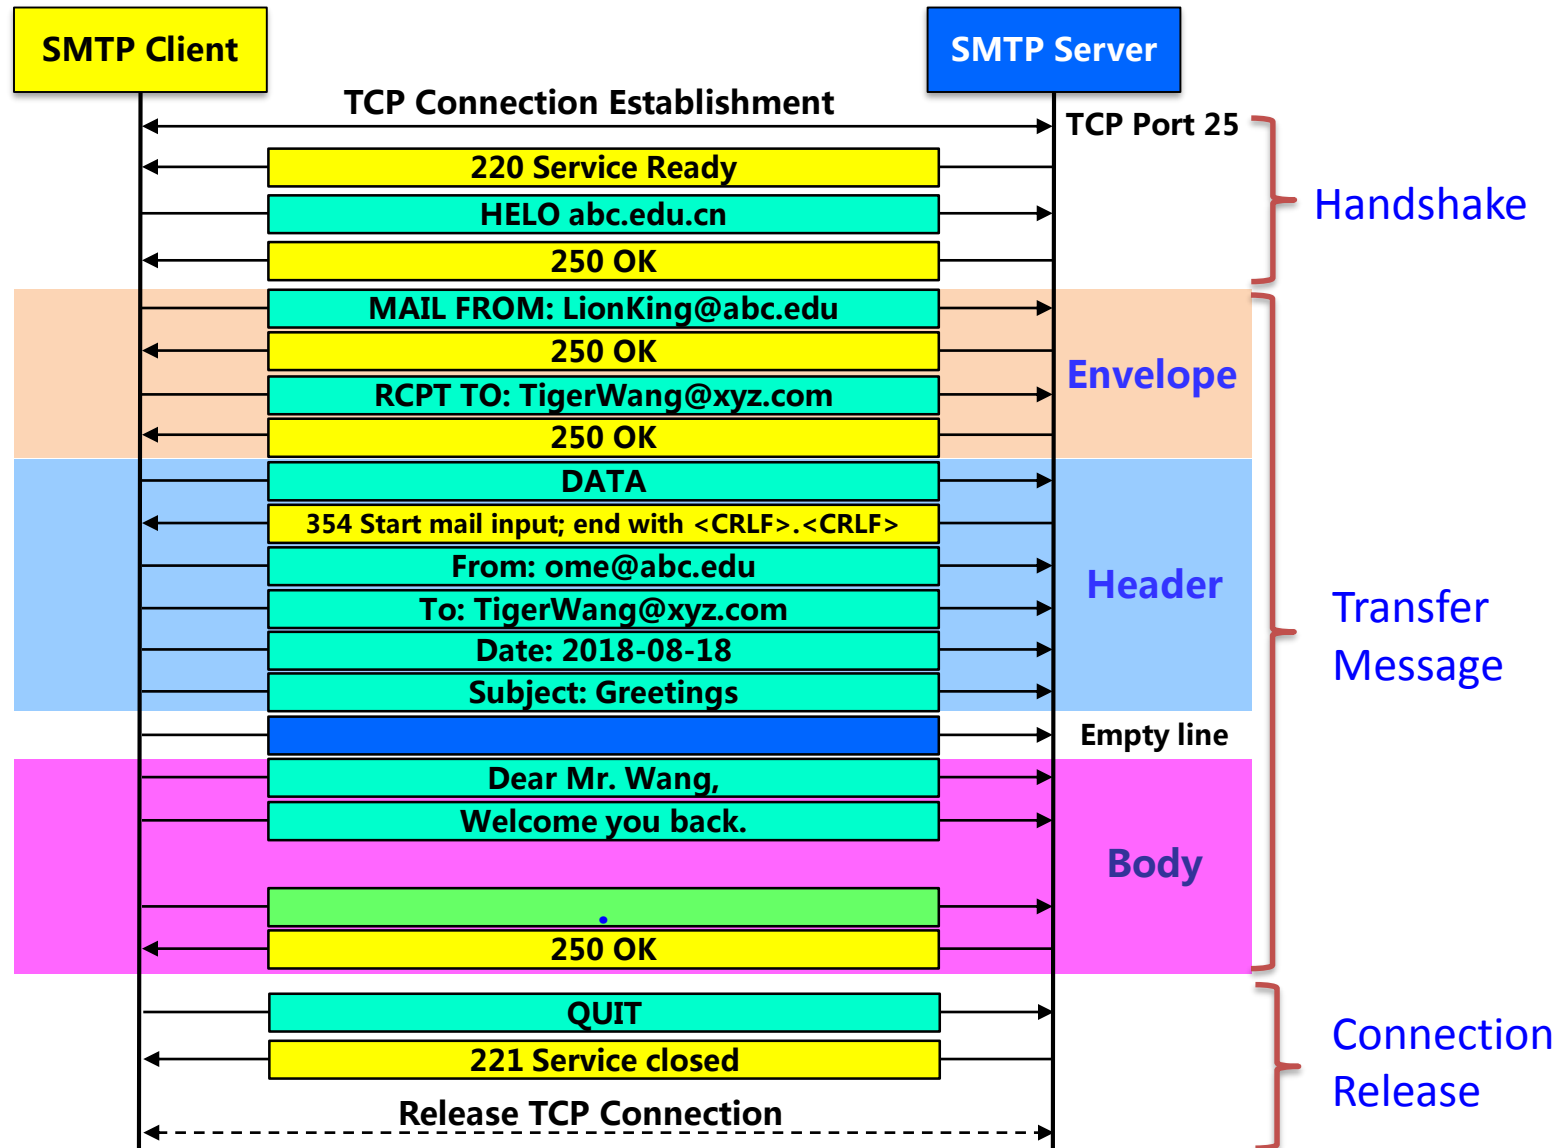 SMTP Client
SMTP Server
TCP Connection Establishment
TCP Port 25
220 Service Ready
HELO abc.edu.cn
Handshake
250 OK
MAIL FROM: LionKing@abc.edu
250 OK
Envelope
RCPT TO: TigerWang@xyz.com
250 OK
DATA
354 Start mail input; end with <CRLF>.<CRLF>
From: ome@abc.edu
Header
To: TigerWang@xyz.com
Transfer
Message
Date: 2018-08-18
Subject: Greetings
Empty line
Dear Mr. Wang,
Welcome you back.
Body
.
250 OK
QUIT
221 Service closed
Connection
Release
Release TCP Connection